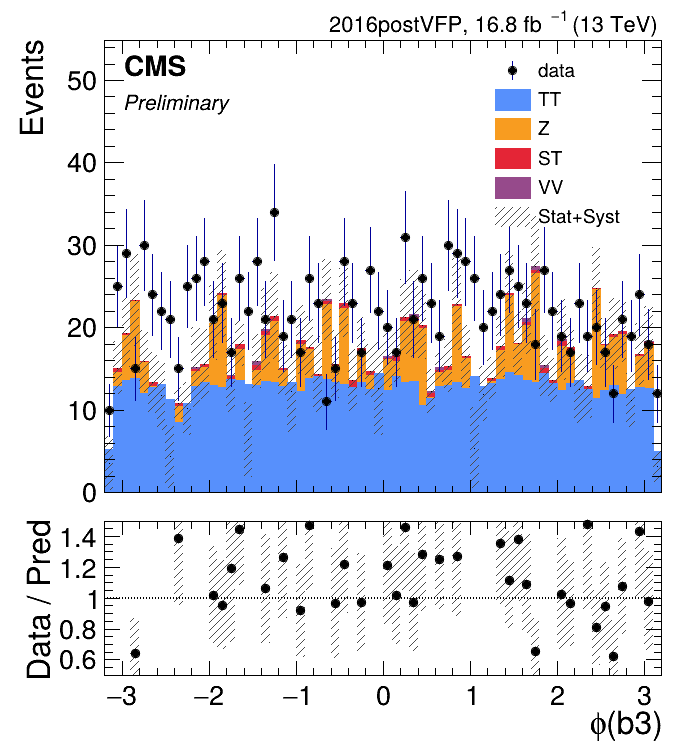 2016postVFP, 16.8 fb ⁻¹ (13 TeV)
Events
CMS
Preliminary
data
TT
Z
ST
VV
Stat+Syst
50
40
30
20
10
0
Data / Pred
1.4
1.2
1
0.8
0.6
−3 −2 −1 0 1 2 3
ϕ(b3)